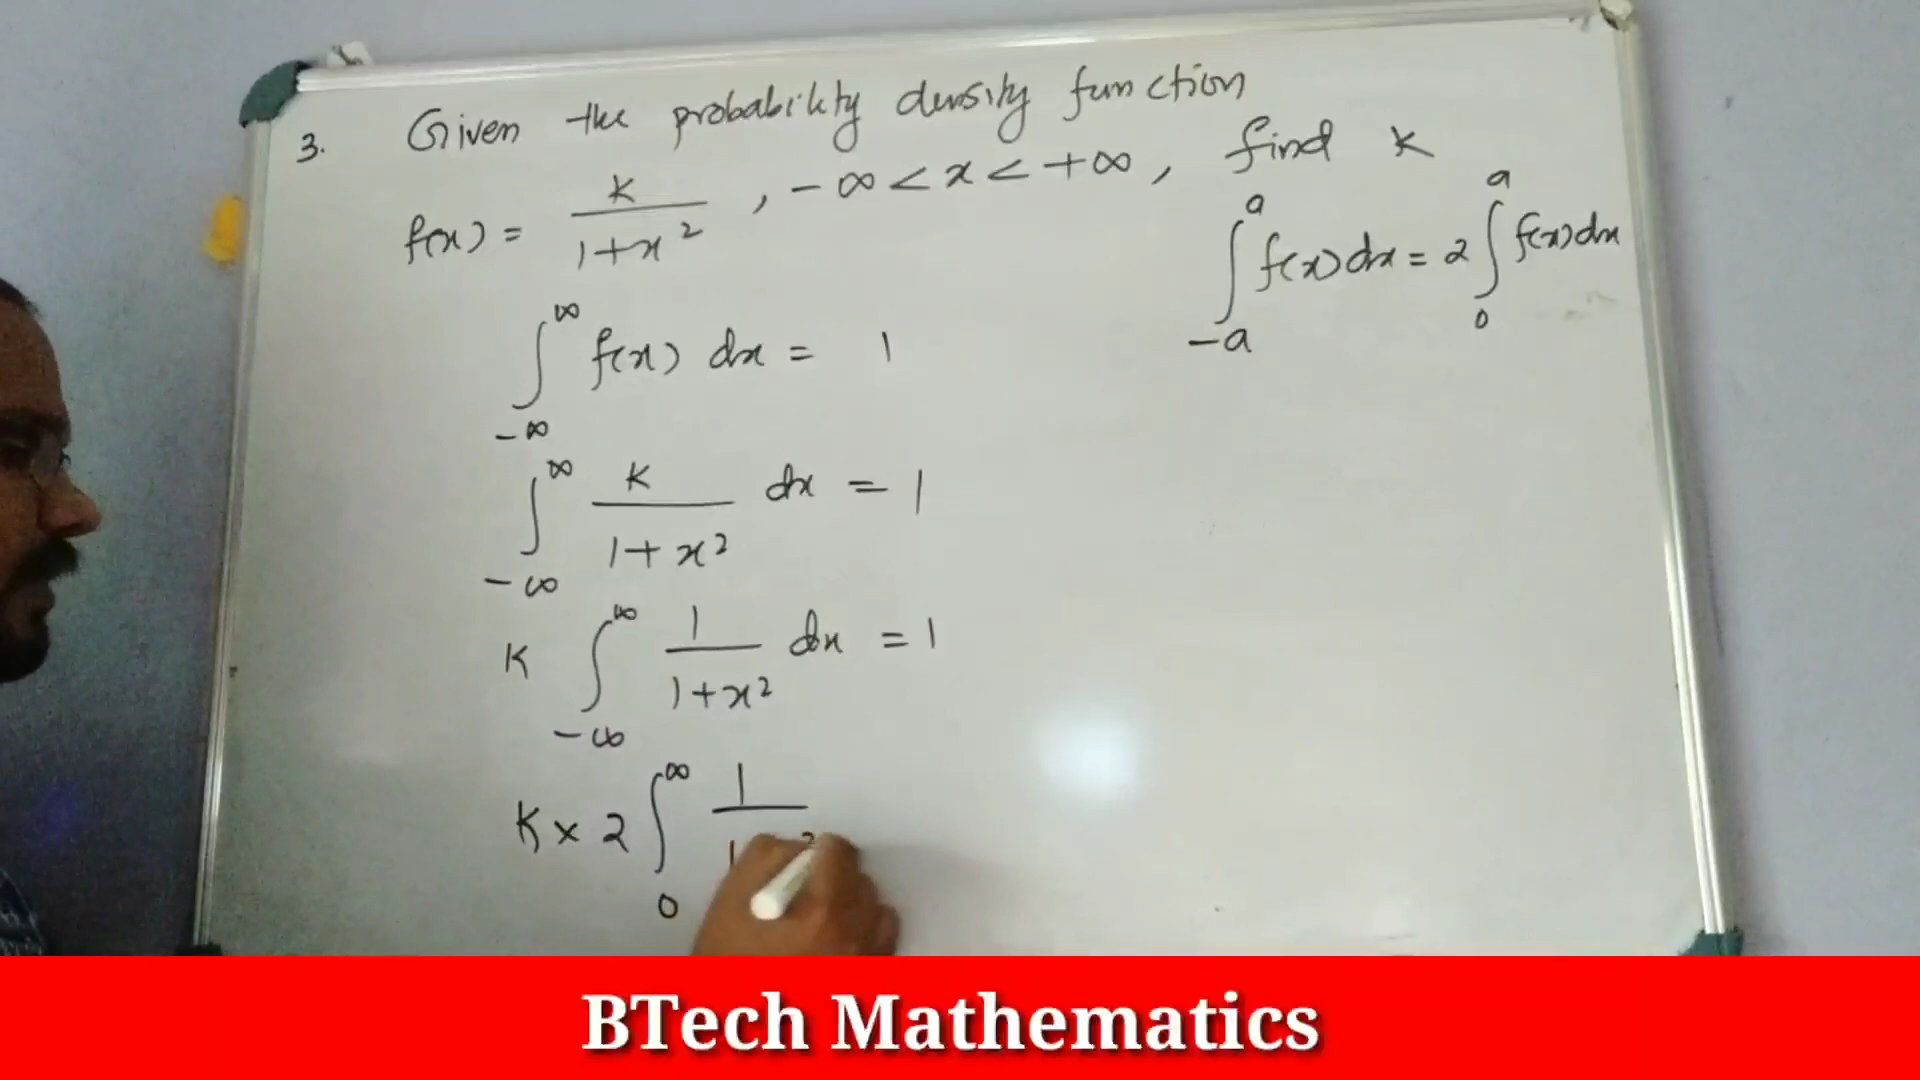 3. Given the probability density function
f(x) = k / 1+x² , -∞ < x < +∞ , find k
∫_{-a}^{a} f(x) dx = 2 ∫_{0}^{a} f(x) dx
∫_{-∞}^{∞} f(x) dx = 1
∫_{-∞}^{∞} k / 1+x² dx = 1
K ∫_{-∞}^{∞} 1 / 1+x² dx = 1
K × 2 ∫_{0}^{∞} 1 / 1
BTech Mathematics